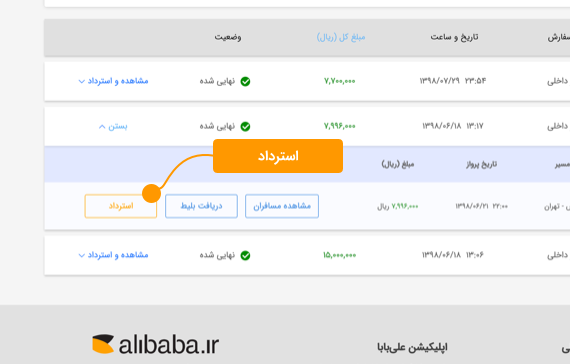 سفارش تاریخ و ساعت مبلغ کل (ریال) وضعیت
داخلی ۱۳۹۸/۰۷/۲۹ ۲۳:۵۴ ۷,۷۰۰,۰۰۰ نهایی شده مشاهده و استرداد
داخلی ۱۳۹۸/۰۶/۱۸ ۱۳:۱۷ ۷,۹۹۶,۰۰۰ نهایی شده بستن
استرداد
مسیر تاریخ پرواز مبلغ (ریال)
- تهران ۱۳۹۸/۰۶/۲۱ ۲۲:۰۰ ۷,۹۹۶,۰۰۰ ریال مشاهده مسافران دریافت بلیط استرداد
داخلی ۱۳۹۸/۰۶/۱۸ ۱۳:۰۶ ۱۵,۰۰۰,۰۰۰ نهایی شده مشاهده و استرداد
اپلیکیشن علی‌بابا alibaba.ir